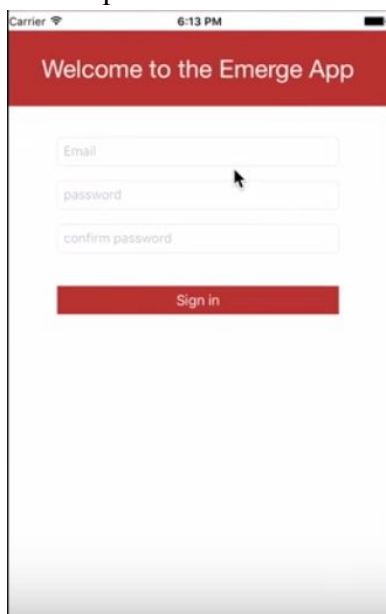 Carrier 6:13 PM
Welcome to the Emerge App
Email
password
confirm password
Sign in